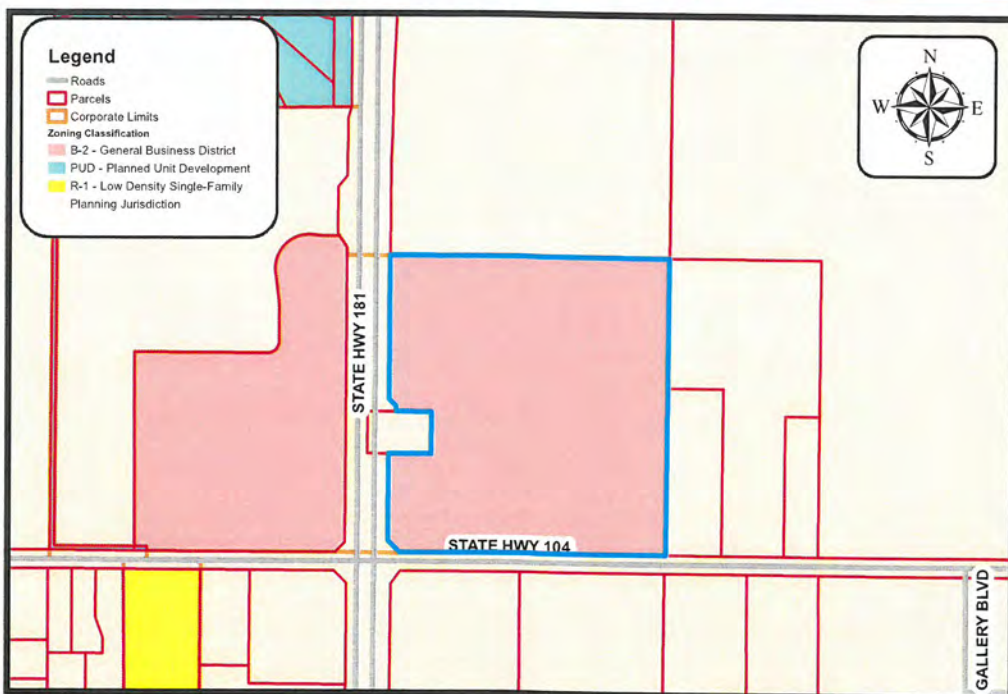 Legend
Roads
Parcels
Corporate Limits
Zoning Classification
B-2 - General Business District
PUD - Planned Unit Development
R-1 - Low Density Single-Family
Planning Jurisdiction
N
W E
S
STATE HWY 181
STATE HWY 104
GALLERY BLVD